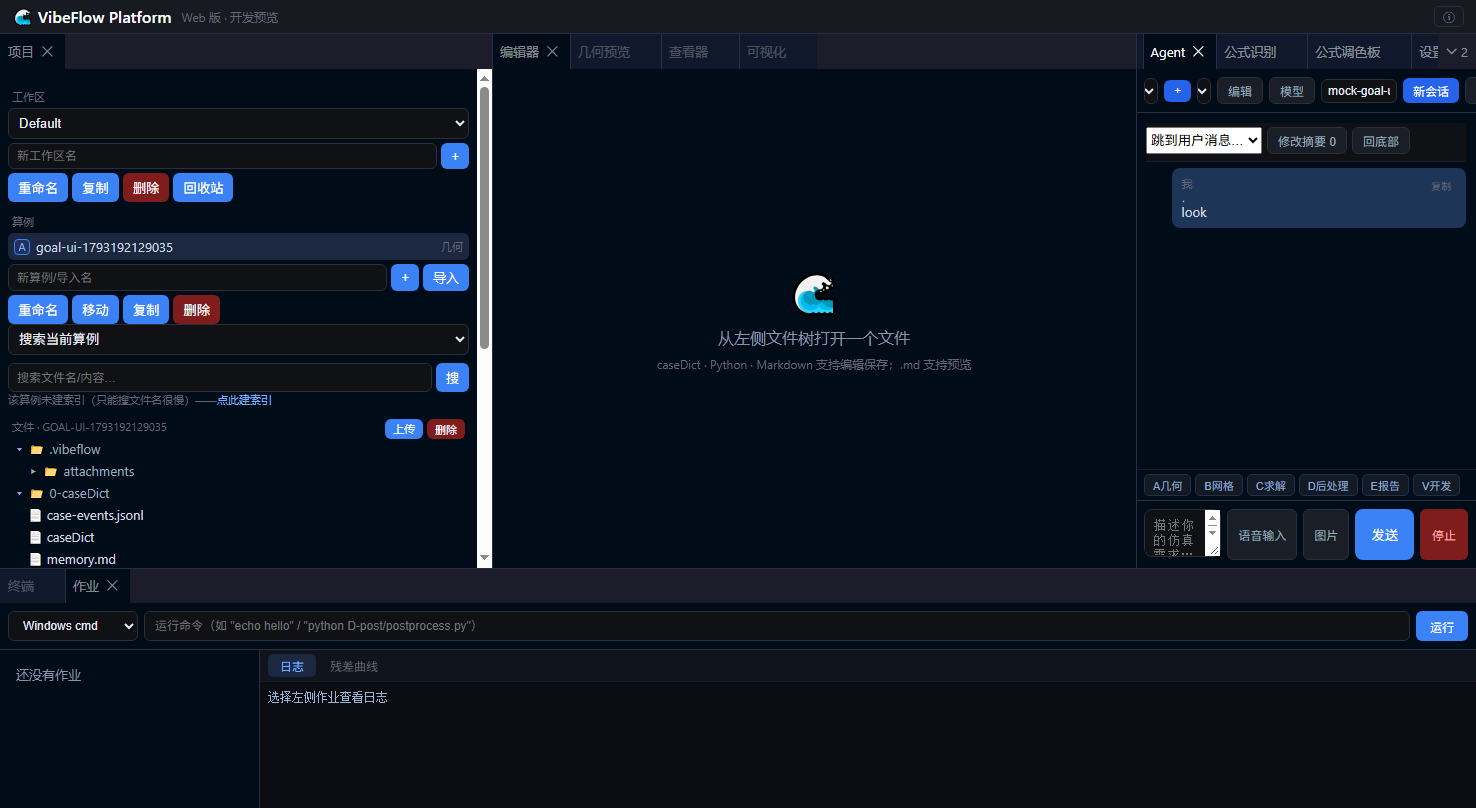 VibeFlow Platform Web 版 · 开发预览
项目
工作区
Default
新工作区名 +
重命名 复制 删除 回收站
算例
A goal-ui-1793192129035 几何
新算例/导入名 + 导入
重命名 移动 复制 删除
搜索当前算例
搜索文件名/内容... 搜
该算例未建索引（只能搜文件名很慢）——点此建索引
文件 · GOAL-UI-1793192129035 上传 删除
.vibeflow
attachments
0-caseDict
case-events.jsonl
caseDict
memory.md
编辑器 几何预览 查看器 可视化
从左侧文件树打开一个文件
caseDict · Python · Markdown 支持编辑保存；.md 支持预览
Agent 公式识别 公式调色板 2
+ 编辑 模型 mock-goal-u 新会话
跳到用户消息... 修改摘要 0 回底部
我 复制
.
look
A几何 B网格 C求解 D后处理 E报告 V开发
描述你
的仿真
需求...
语音输入 图片 发送 停止
终端 作业
Windows cmd 运行命令（如 "echo hello" / "python D-post/postprocess.py"） 运行
还没有作业
日志 残差曲线
选择左侧作业查看日志